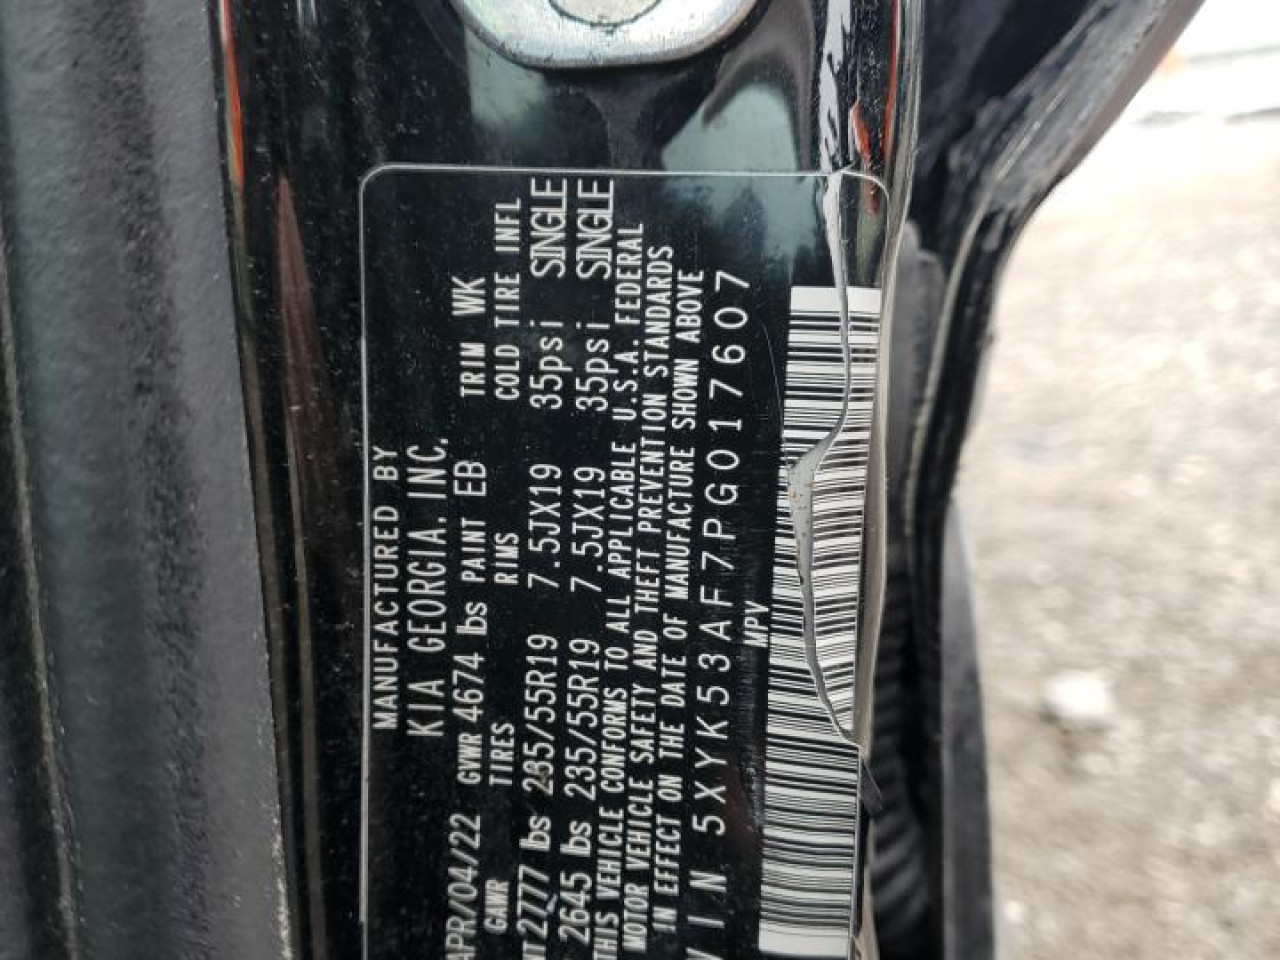 MANUFACTURED BY
KIA GEORGIA, INC.
APR/04/22 GVWR 4674 lbs PAINT EB TRIM WK
GAWR TIRES RIMS COLD TIRE INFL
2777 lbs 235/55R19 7.5JX19 35psi SINGLE
2645 lbs 235/55R19 7.5JX19 35psi SINGLE
THIS VEHICLE CONFORMS TO ALL APPLICABLE U.S.A. FEDERAL
MOTOR VEHICLE SAFETY AND THEFT PREVENTION STANDARDS
IN EFFECT ON THE DATE OF MANUFACTURE SHOWN ABOVE
VIN 5XYK53AF7PG017607
MPV